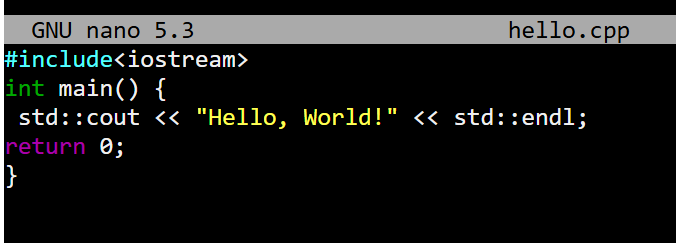 GNU nano 5.3 hello.cpp
#include<iostream>
int main() {
 std::cout << "Hello, World!" << std::endl;
return 0;
}